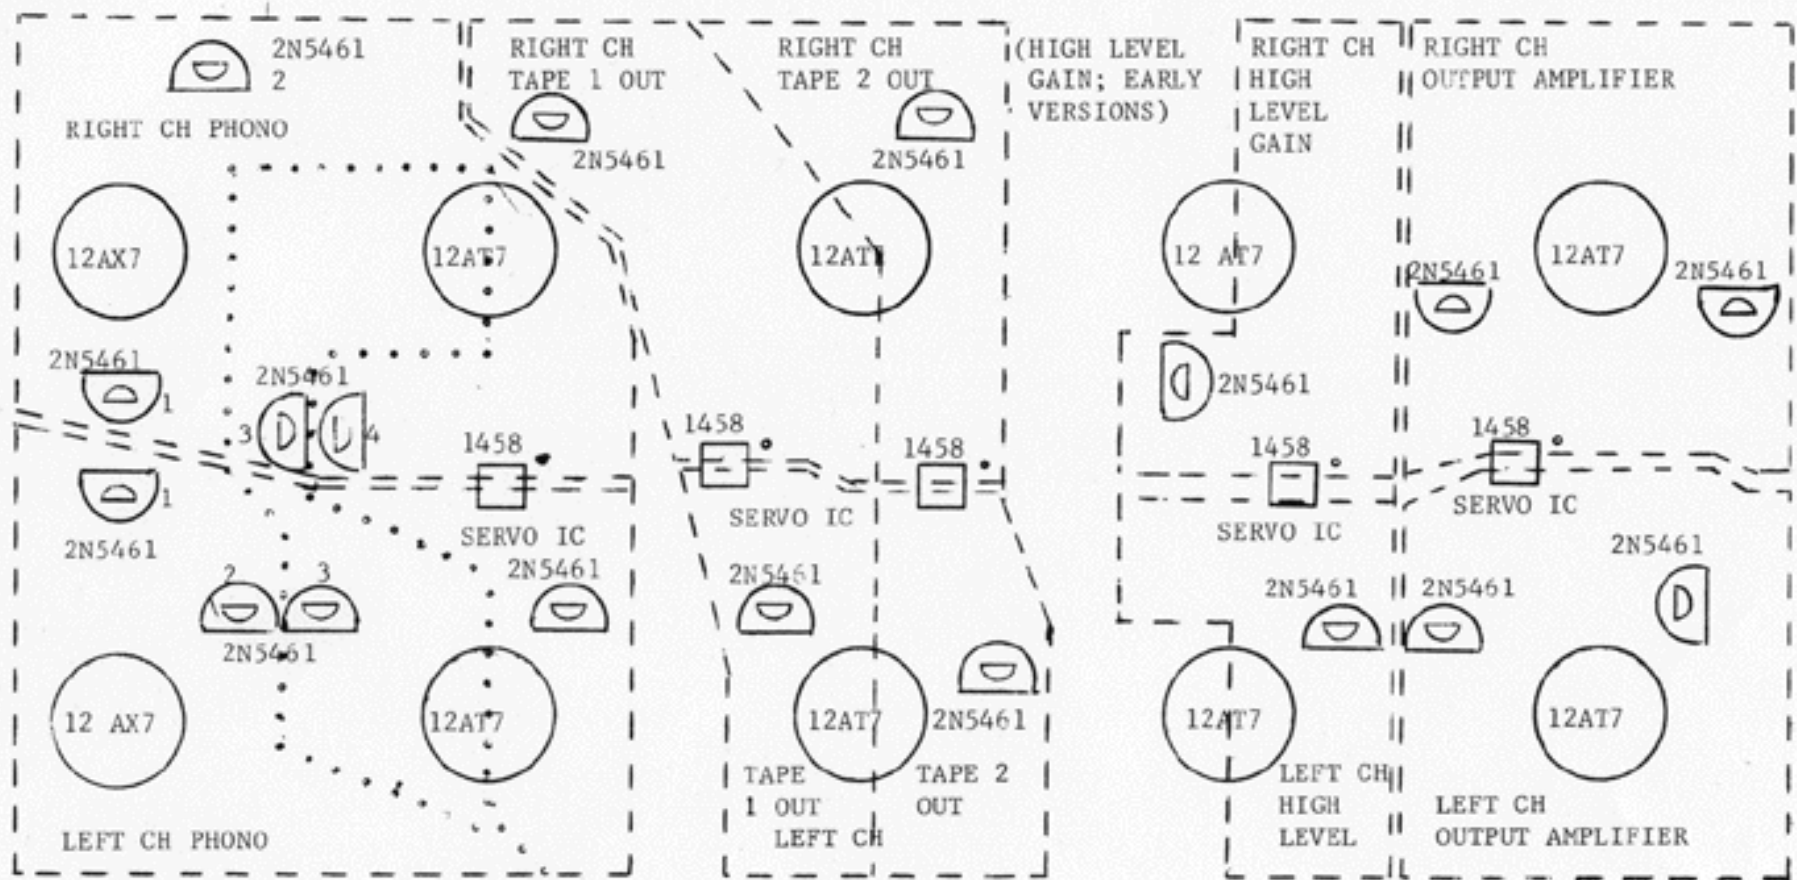 2N5461
2
RIGHT CH PHONO
RIGHT CH
TAPE 1 OUT
2N5461
RIGHT CH
TAPE 2 OUT
2N5461
(HIGH LEVEL
GAIN; EARLY
VERSIONS)
RIGHT CH
HIGH
LEVEL
GAIN
RIGHT CH
OUTPUT AMPLIFIER
12AX7
12AT7
12AT7
12 AT7
2N5461
12AT7
2N5461
2N5461
1
2N5461
3
4
1458
1458
1458
2N5461
1458
1458
1
2N5461
SERVO IC
SERVO IC
SERVO IC
SERVO IC
2
3
2N5461
2N5461
2N5461
2N5461
2N5461
2N5461
12 AX7
12AT7
12AT7
2N5461
12AT7
12AT7
LEFT CH PHONO
TAPE
1 OUT
TAPE 2
OUT
LEFT CH
LEFT CH
HIGH
LEVEL
LEFT CH
OUTPUT AMPLIFIER